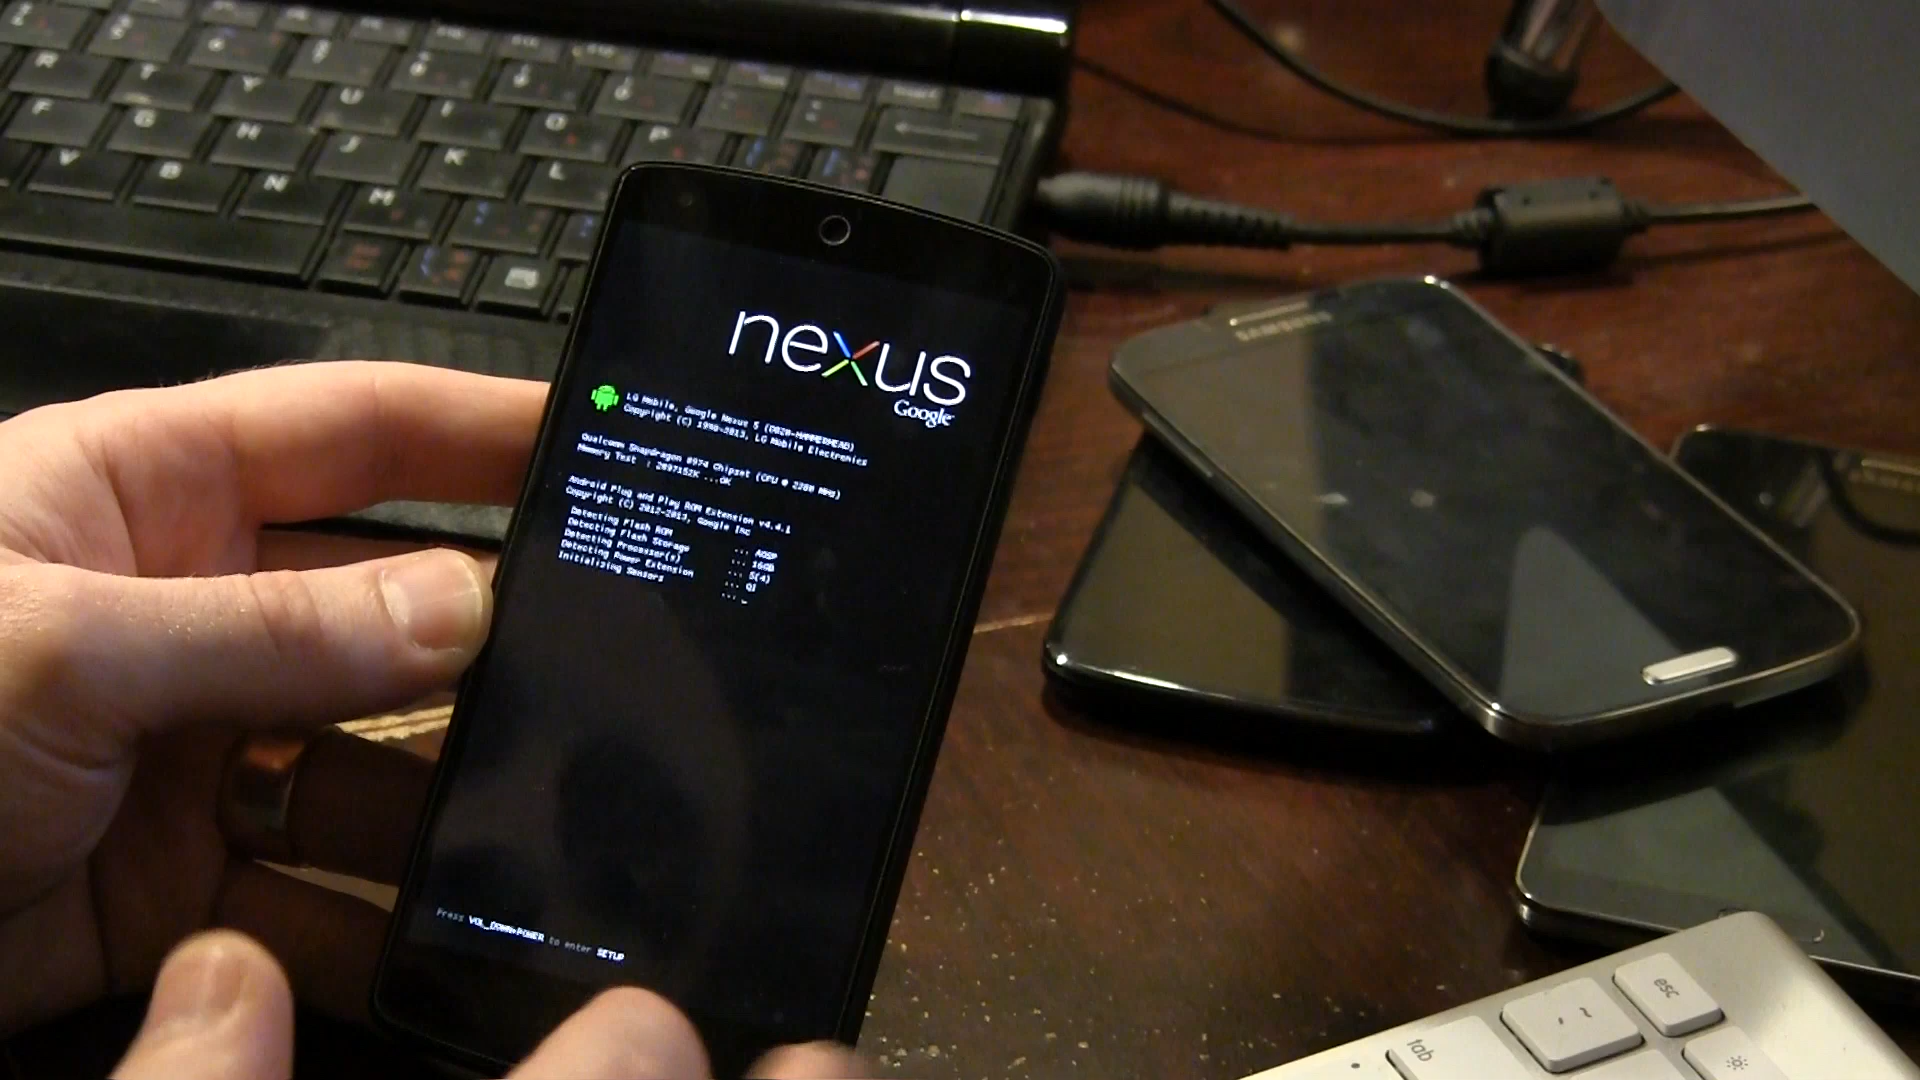 nexus
Google
LG Mobile, Google Nexus 5 (D820-HAMMERHEAD)
Copyright (C) 1990-2013, LG Mobile Electronics
Qualcomm Snapdragon 8974 Chipset (CPU @ 2260 MHz)
Memory Test : 2097152K ...OK
Android Plug and Play ROM Extension v4.4.1
Copyright (C) 2012-2013, Google Inc
Detecting Flash ROM ... AOSP
Detecting Flash Storage ... 16GB
Detecting Processor(s) ... S(4)
Detecting Power Extension ... QI
Initializing Sensors ... _
Press VOL_DOWN+POWER to enter SETUP
SAMSUNG
R T Y U I O P
F G H J K L
V B N M
esc
~
tab